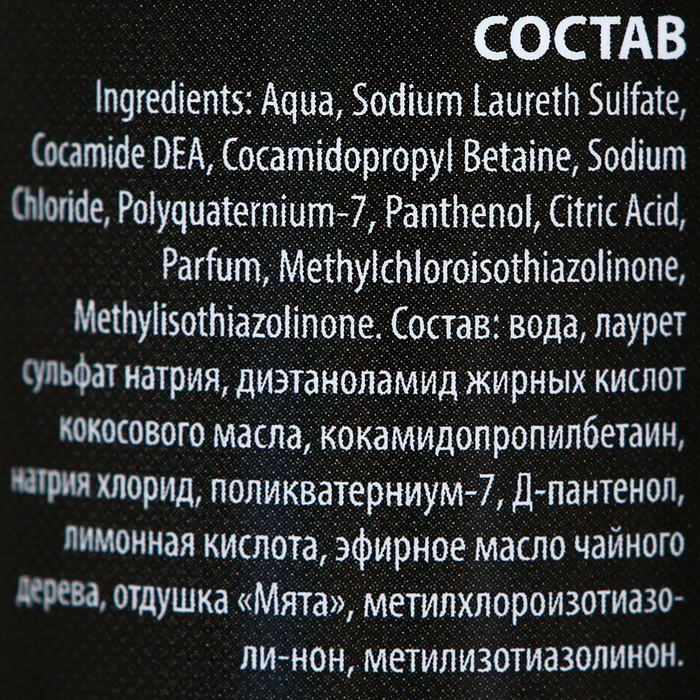 СОСТАВ
Ingredients: Aqua, Sodium Laureth Sulfate,
Cocamide DEA, Cocamidopropyl Betaine, Sodium
Chloride, Polyquaternium-7, Panthenol, Citric Acid,
Parfum, Methylchloroisothiazolinone,
Methylisothiazolinone. Состав: вода, лаурет
сульфат натрия, диэтаноламид жирных кислот
кокосового масла, кокамидопропилбетаин,
натрия хлорид, поликватерниум-7, Д-пантенол,
лимонная кислота, эфирное масло чайного
дерева, отдушка «Мята», метилхлороизотиазо-
ли-нон, метилизотиазолинон.